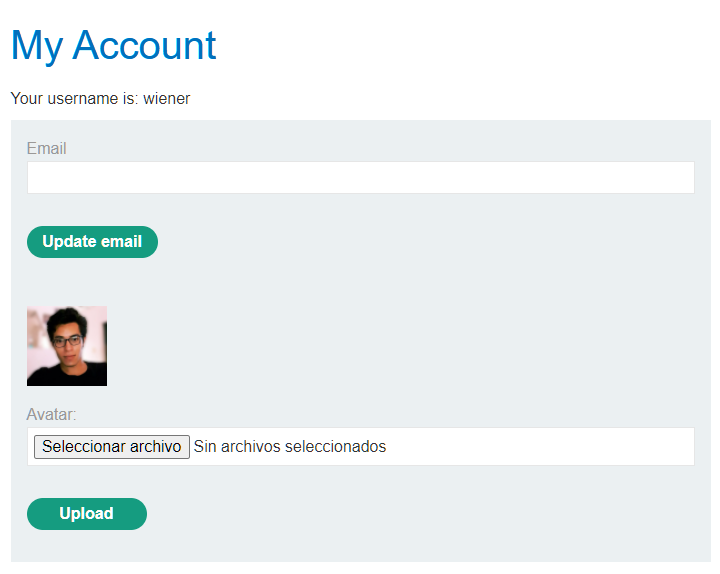 My Account
Your username is: wiener
Email
Update email
Avatar:
Seleccionar archivo Sin archivos seleccionados
Upload